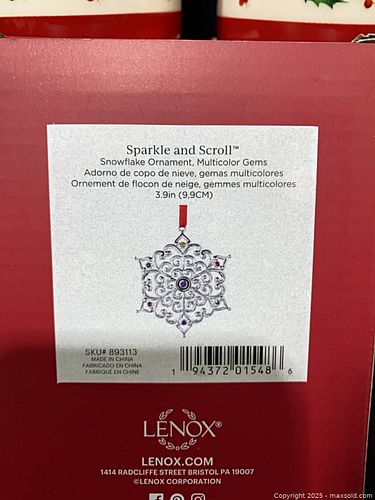 Sparkle and Scroll™
Snowflake Ornament, Multicolor Gems
Adorno de copo de nieve, gemas multicolores
Ornement de flocon de neige, gemmes multicolores
3.9in (9,9CM)
SKU# 893113
MADE IN CHINA
FABRICADO EN CHINA
FABRIQUÉ EN CHINE
1 94372 01548 6
LENOX®
LENOX.COM
1414 RADCLIFFE STREET BRISTOL PA 19007
©LENOX CORPORATION
Copyright 2025 - maxsold.com